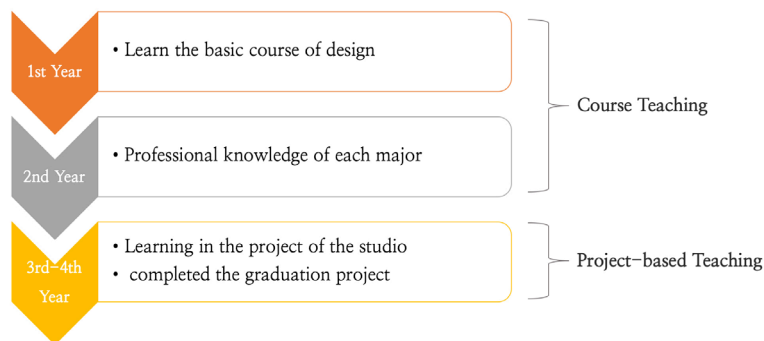 1st Year
• Learn the basic course of design
2nd Year
• Professional knowledge of each major
Course Teaching
3rd-4th
Year
• Learning in the project of the studio
• completed the graduation project
Project-based Teaching